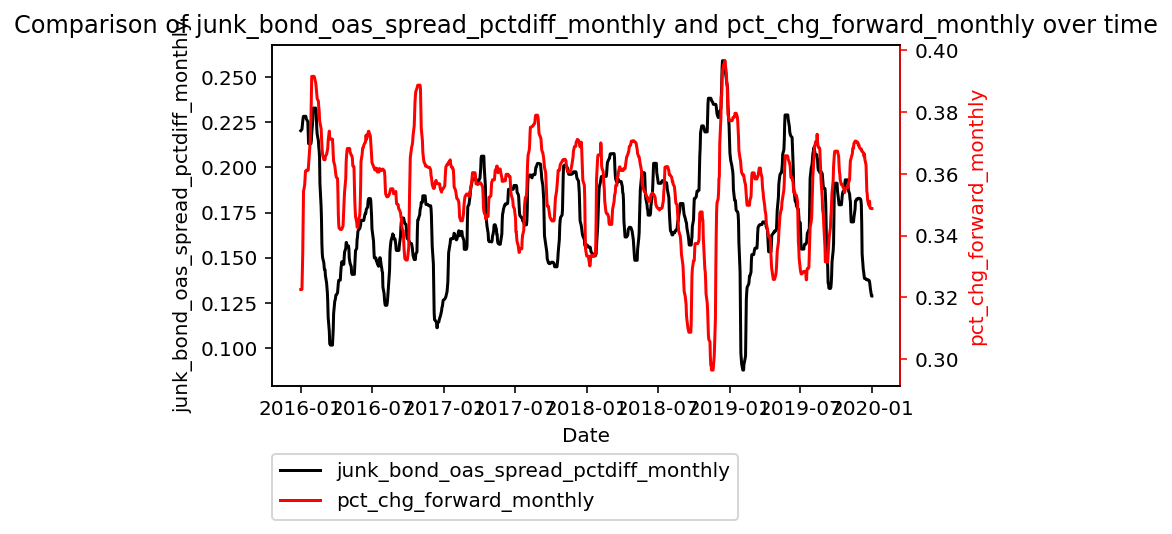 Comparison of junk_bond_oas_spread_pctdiff_monthly and pct_chg_forward_monthly over time
junk_bond_oas_spread_pctdiff_monthly
0.250
0.225
0.200
0.175
0.150
0.125
0.100
0.40
0.38
0.36
0.34
0.32
0.30
pct_chg_forward_monthly
2016-01 2016-07 2017-01 2017-07 2018-01 2018-07 2019-01 2019-07 2020-01
Date
junk_bond_oas_spread_pctdiff_monthly
pct_chg_forward_monthly